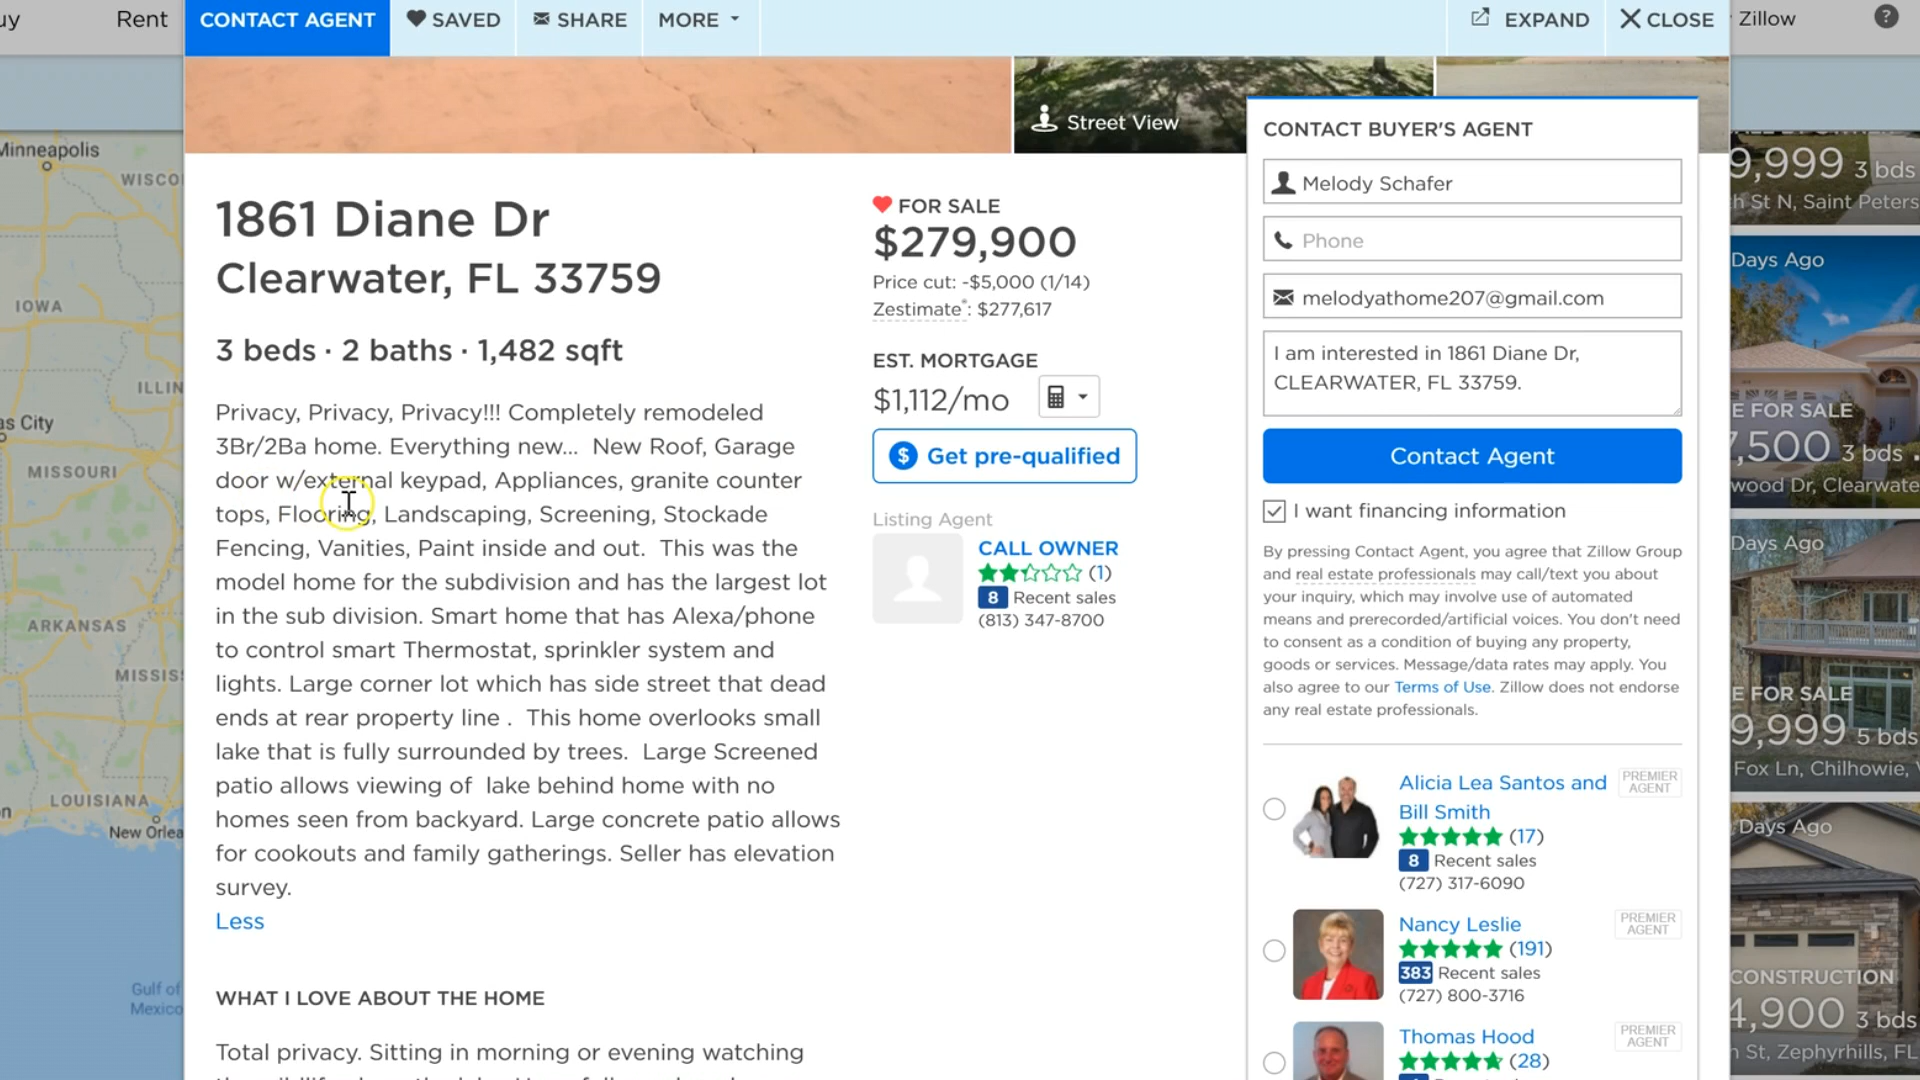 Rent
CONTACT AGENT
SAVED
SHARE
MORE
EXPAND
CLOSE
Zillow
?
Street View
1861 Diane Dr
Clearwater, FL 33759
3 beds · 2 baths · 1,482 sqft
Privacy, Privacy, Privacy!!! Completely remodeled
3Br/2Ba home. Everything new... New Roof, Garage
door w/external keypad, Appliances, granite counter
tops, Flooring, Landscaping, Screening, Stockade
Fencing, Vanities, Paint inside and out. This was the
model home for the subdivision and has the largest lot
in the sub division. Smart home that has Alexa/phone
to control smart Thermostat, sprinkler system and
lights. Large corner lot which has side street that dead
ends at rear property line . This home overlooks small
lake that is fully surrounded by trees. Large Screened
patio allows viewing of lake behind home with no
homes seen from backyard. Large concrete patio allows
for cookouts and family gatherings. Seller has elevation
survey.
Less
WHAT I LOVE ABOUT THE HOME
Total privacy. Sitting in morning or evening watching
FOR SALE
$279,900
Price cut: -$5,000 (1/14)
Zestimate®: $277,617
EST. MORTGAGE
$1,112/mo
$ Get pre-qualified
Listing Agent
CALL OWNER
(1)
8 Recent sales
(813) 347-8700
CONTACT BUYER'S AGENT
Melody Schafer
Phone
melodyathome207@gmail.com
I am interested in 1861 Diane Dr,
CLEARWATER, FL 33759.
Contact Agent
I want financing information
By pressing Contact Agent, you agree that Zillow Group
and real estate professionals may call/text you about
your inquiry, which may involve use of automated
means and prerecorded/artificial voices. You don't need
to consent as a condition of buying any property,
goods or services. Message/data rates may apply. You
also agree to our Terms of Use. Zillow does not endorse
any real estate professionals.
Alicia Lea Santos and
Bill Smith
PREMIER
AGENT
(17)
8 Recent sales
(727) 317-6090
Nancy Leslie
PREMIER
AGENT
(191)
383 Recent sales
(727) 800-3716
Thomas Hood
PREMIER
AGENT
(28)
Minneapolis
WISCO
IOWA
ILLIN
as City
MISSOURI
ARKANSAS
MISSIS
LOUISIANA
New Orlea
Gulf of
Mexico
9,999 3 bds
h St N, Saint Peters
Days Ago
E FOR SALE
7,500 3 bds
wood Dr, Clearwate
Days Ago
E FOR SALE
9,999 5 bds
Fox Ln, Chilhowie,
Days Ago
CONSTRUCTION
4,900 3 bds
n St, Zephyrhills, FL